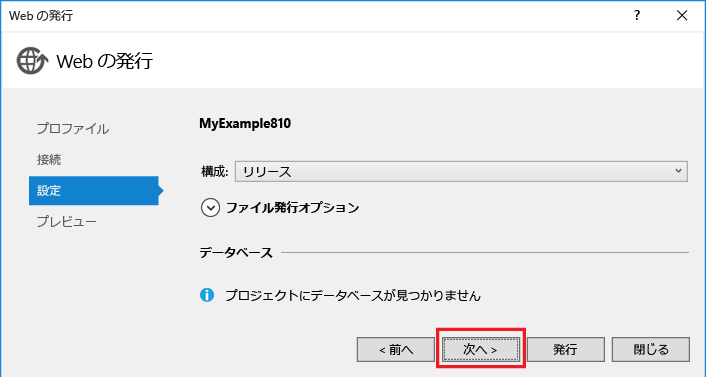 Web の発行
?
Web の発行
プロファイル
接続
設定
プレビュー
MyExample810
構成: リリース
ファイル発行オプション
データベース
プロジェクトにデータベースが見つかりません
< 前へ
次へ >
発行
閉じる